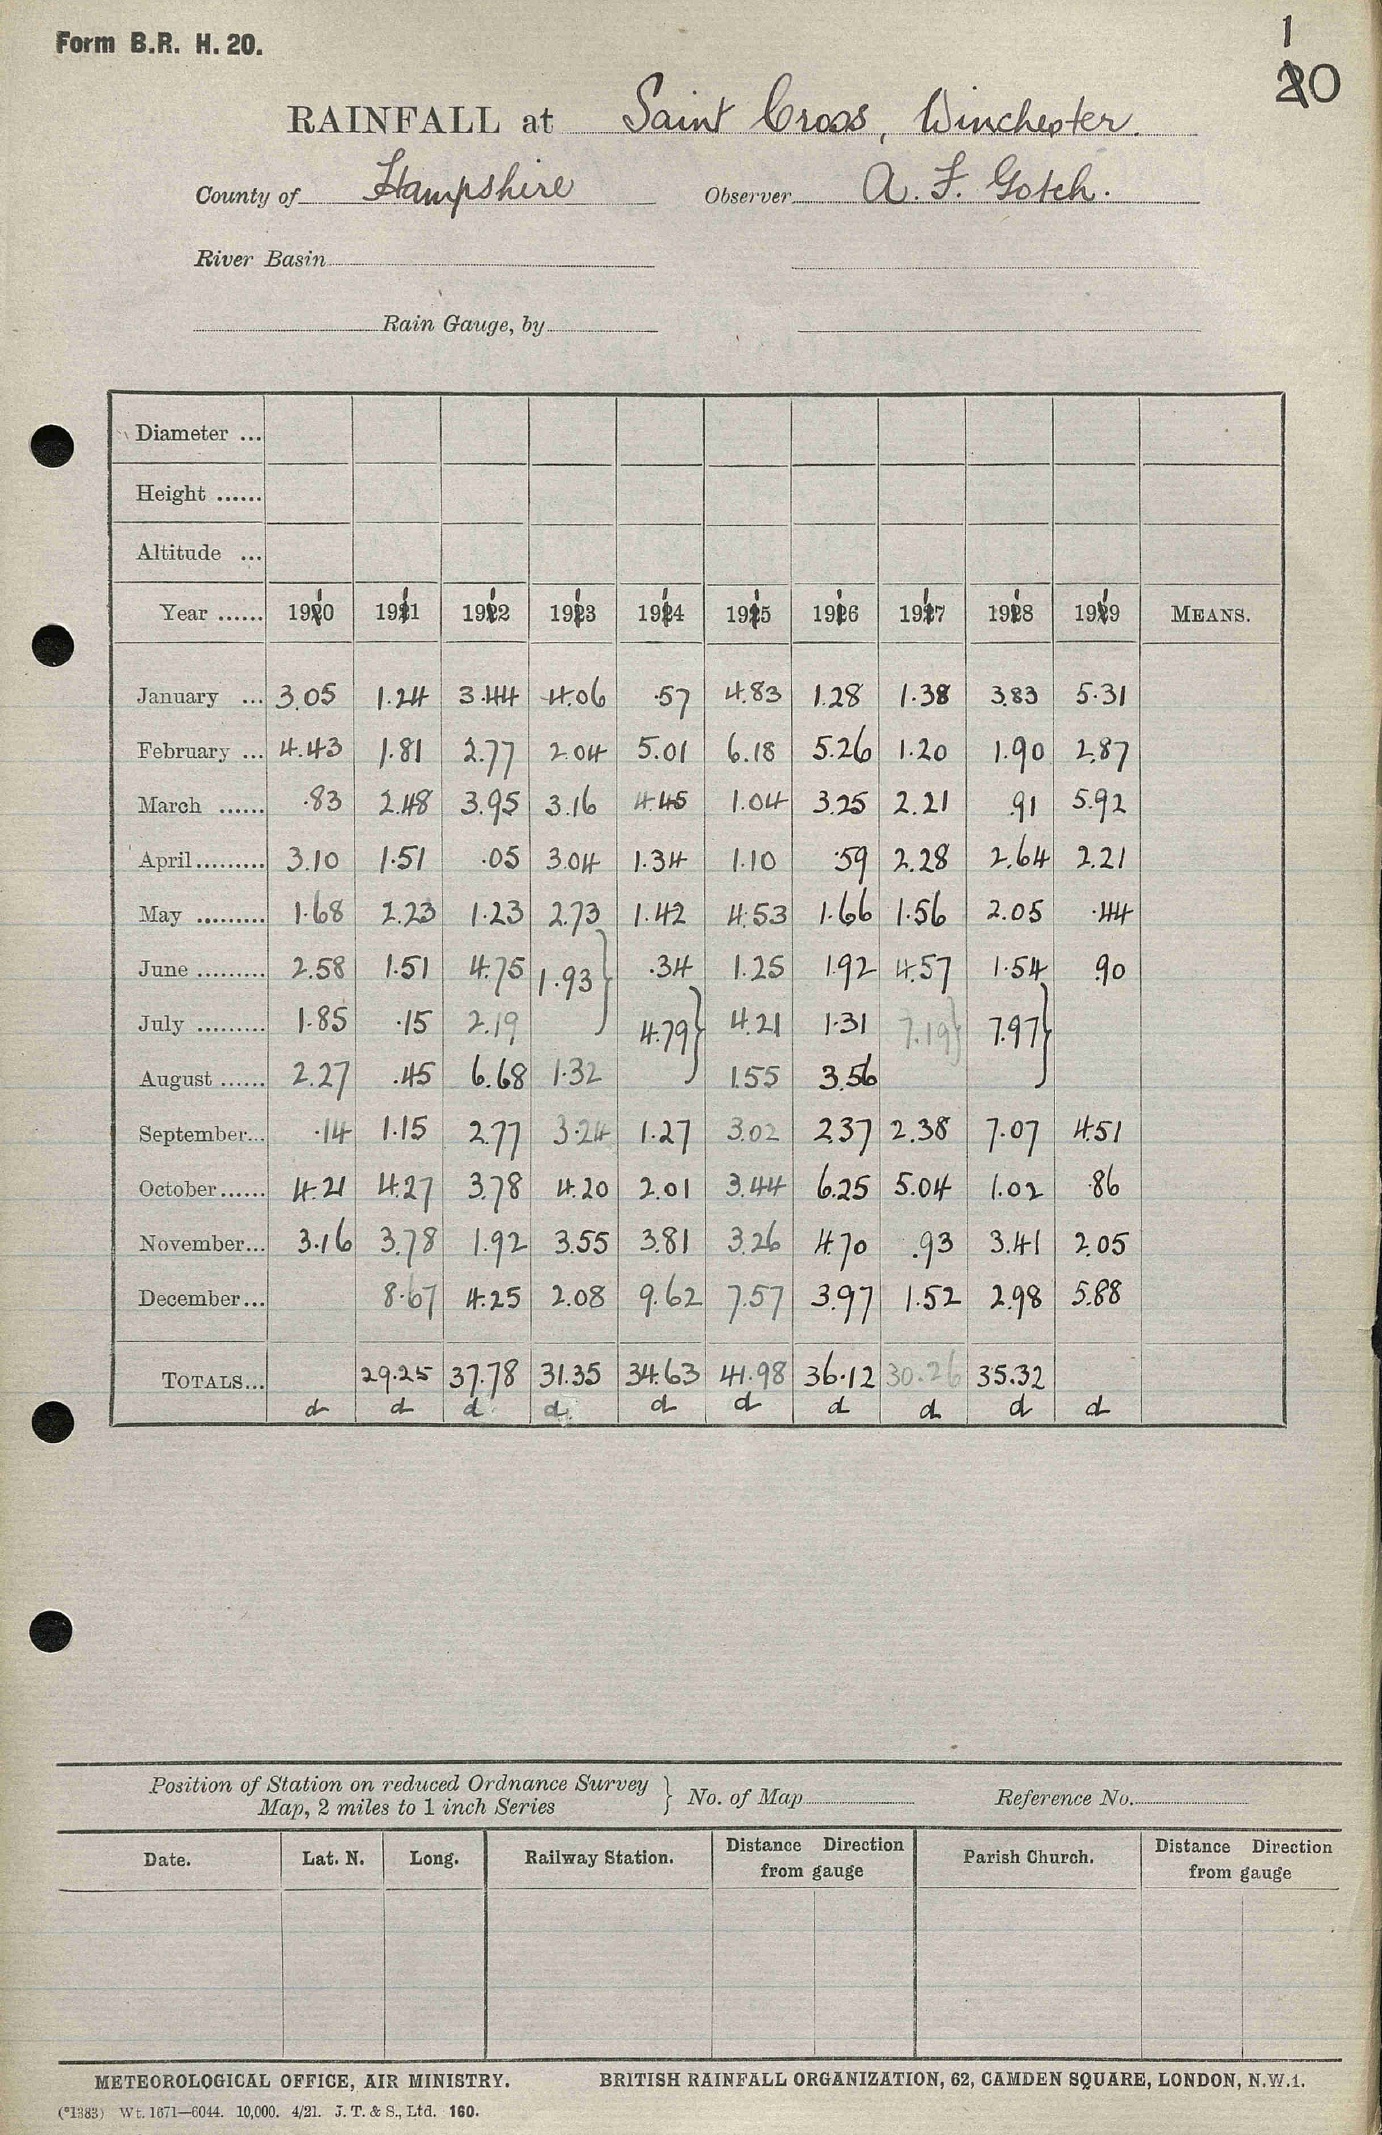 Form B.R. H. 20.
1
20
RAINFALL at Saint Cross, Winchester.
County of Hampshire Observer A. F. Gotch.
River Basin
Rain Gauge, by
Diameter ...
Height ......
Altitude ...
Year ...... 1910 1911 1912 1913 1914 1915 1916 1917 1918 1919 MEANS.
January ... 3.05 1.24 3.44 4.06 .57 4.83 1.28 1.38 3.83 5.31
February ... 4.43 1.81 2.77 2.04 5.01 6.18 5.26 1.20 1.90 2.87
March ...... .83 2.48 3.95 3.16 4.45 1.04 3.25 2.21 .91 5.92
April ......... 3.10 1.51 .05 3.04 1.34 1.10 .59 2.28 2.64 2.21
May ......... 1.68 2.23 1.23 2.73 1.42 4.53 1.66 1.56 2.05 .44
June ......... 2.58 1.51 4.75 1.93 } .34 1.25 1.92 4.57 1.54 .90
July ......... 1.85 .15 2.19 4.79 } 4.21 1.31 7.19 } 7.97 }
August ...... 2.27 .45 6.68 1.32 1.55 3.56
September... .14 1.15 2.77 3.24 1.27 3.02 2.37 2.38 7.07 4.51
October ...... 4.21 4.27 3.78 4.20 2.01 3.44 6.25 5.04 1.02 .86
November... 3.16 3.78 1.92 3.55 3.81 3.26 4.70 .93 3.41 2.05
December... 8.67 4.25 2.08 9.62 7.57 3.97 1.52 2.98 5.88
TOTALS... 29.25 37.78 31.35 34.63 41.98 36.12 30.26 35.32
d d d d d d d d d d
Position of Station on reduced Ordnance Survey
Map, 2 miles to 1 inch Series } No. of Map Reference No.
Date. Lat. N. Long. Railway Station. Distance Direction from gauge Parish Church. Distance Direction from gauge
METEOROLOGICAL OFFICE, AIR MINISTRY. BRITISH RAINFALL ORGANIZATION, 62, CAMDEN SQUARE, LONDON, N.W.1.
(*1383) Wt. 1671—6044. 10,000. 4/21. J. T. & S., Ltd. 160.